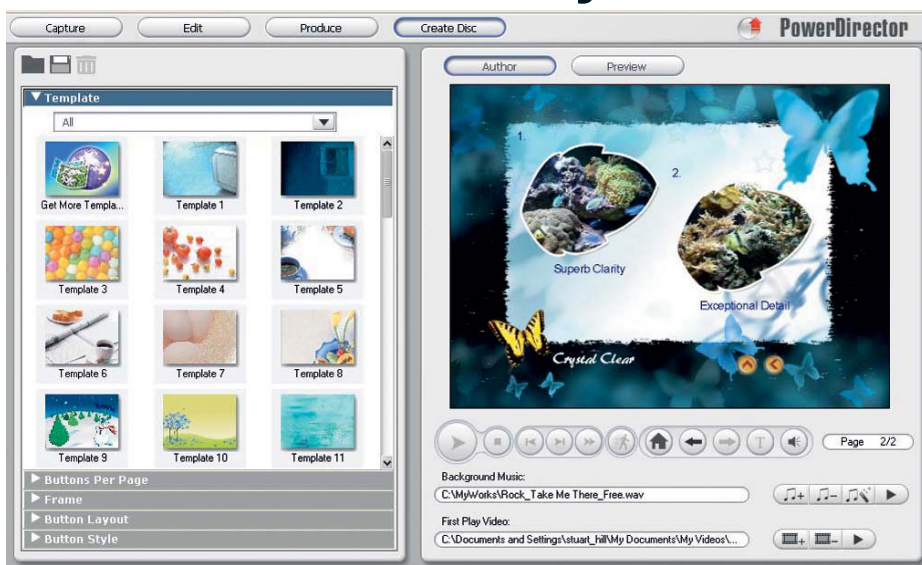 Capture Edit Produce Create Disc PowerDirector
Template
All
Get More Templa... Template 1 Template 2
Template 3 Template 4 Template 5
Template 6 Template 7 Template 8
Template 9 Template 10 Template 11
Buttons Per Page
Frame
Button Layout
Button Style
Author Preview
1.
2.
Superb Clarity
Exceptional Detail
Crystal Clear
T Page 2/2
Background Music:
C:\MyWorks\Rock_Take Me There_Free.wav
First Play Video:
C:\Documents and Settings\stuart_hill\My Documents\My Videos\...